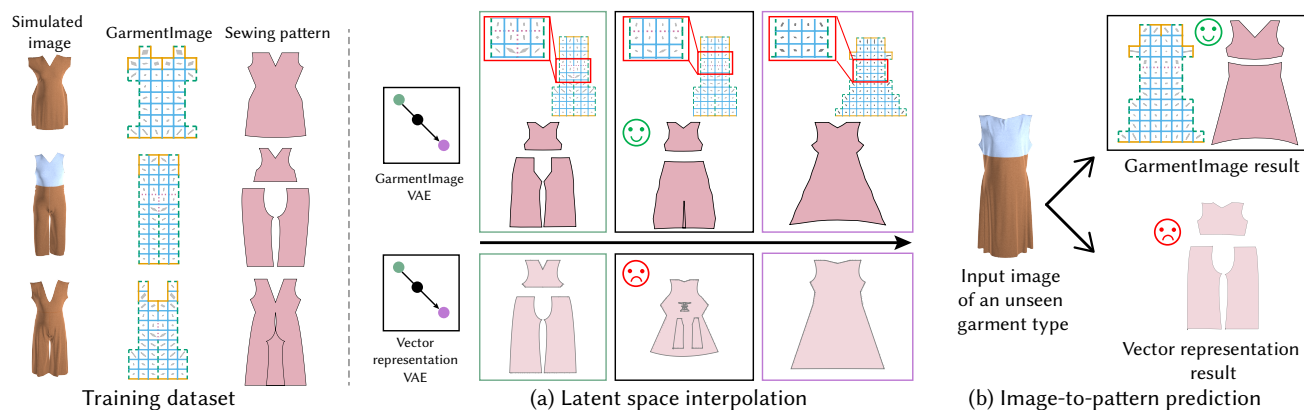 Simulated
image
GarmentImage
Sewing pattern
Training dataset
GarmentImage
VAE
Vector
representation
VAE
(a) Latent space interpolation
Input image
of an unseen
garment type
GarmentImage result
Vector representation
result
(b) Image-to-pattern prediction